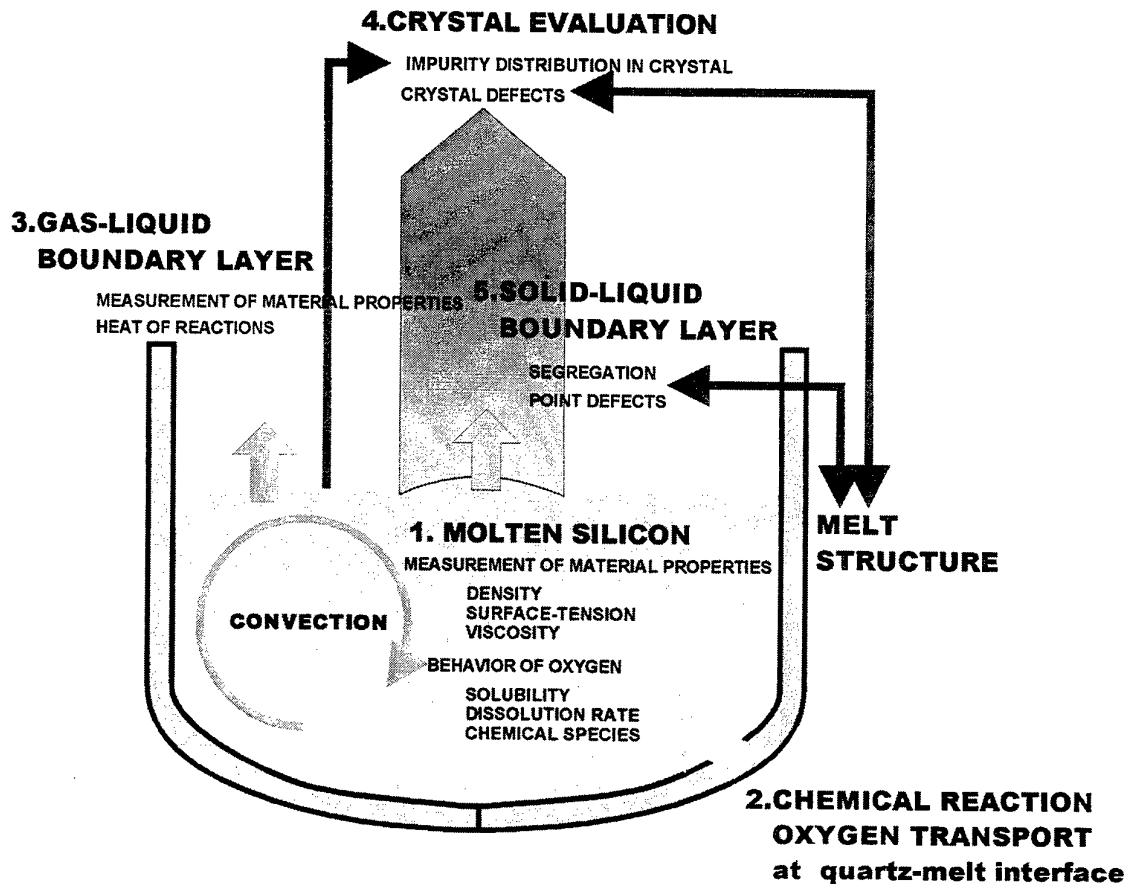 4.CRYSTAL EVALUATION
IMPURITY DISTRIBUTION IN CRYSTAL
CRYSTAL DEFECTS
3.GAS-LIQUID
BOUNDARY LAYER
MEASUREMENT OF MATERIAL PROPERTIES
HEAT OF REACTIONS
5.SOLID-LIQUID
BOUNDARY LAYER
SEGREGATION
POINT DEFECTS
MELT
STRUCTURE
1. MOLTEN SILICON
MEASUREMENT OF MATERIAL PROPERTIES
DENSITY
SURFACE-TENSION
VISCOSITY
CONVECTION
BEHAVIOR OF OXYGEN
SOLUBILITY
DISSOLUTION RATE
CHEMICAL SPECIES
2.CHEMICAL REACTION
OXYGEN TRANSPORT
at quartz-melt interface